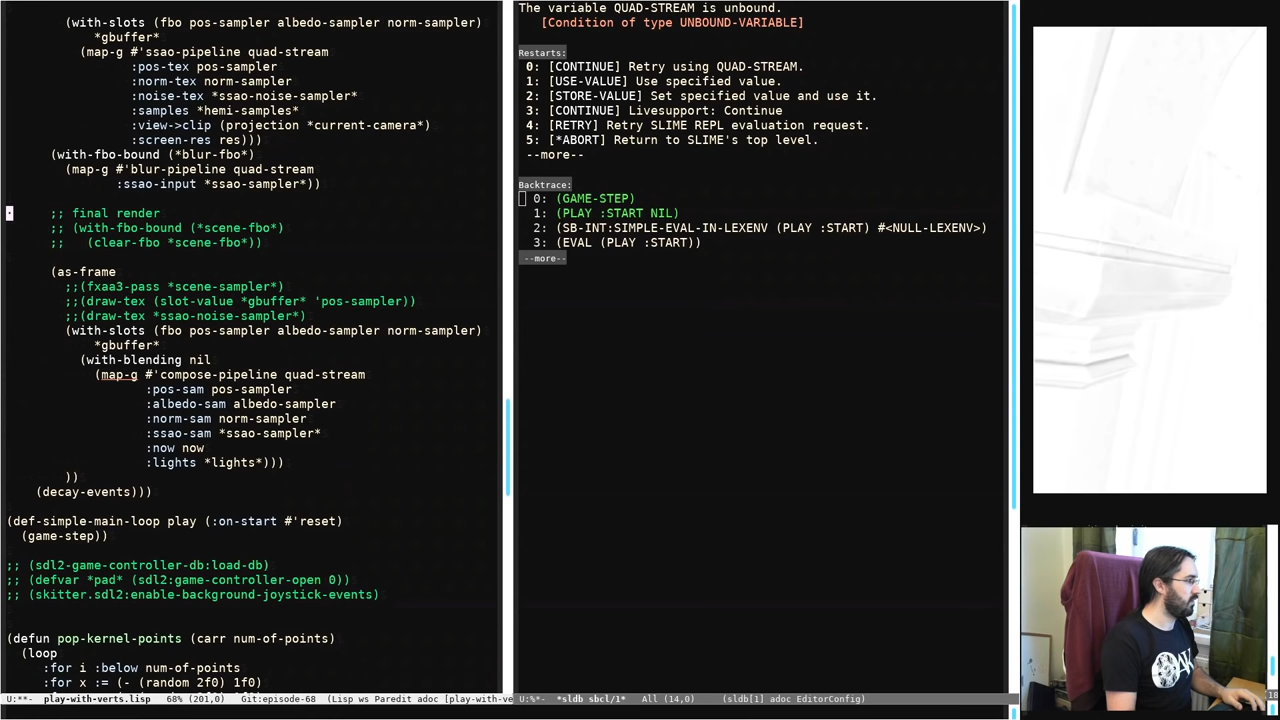 (with-slots (fbo pos-sampler albedo-sampler norm-sampler)
*gbuffer*
(map-g #'ssao-pipeline quad-stream
:pos-tex pos-sampler
:norm-tex norm-sampler
:noise-tex *ssao-noise-sampler*
:samples *hemi-samples*
:view->clip (projection *current-camera*)
:screen-res res)))
(with-fbo-bound (*blur-fbo*)
(map-g #'blur-pipeline quad-stream
:ssao-input *ssao-sampler*))
;; final render
;; (with-fbo-bound (*scene-fbo*)
;;   (clear-fbo *scene-fbo*))
(as-frame
;;(fxaa3-pass *scene-sampler*)
;;(draw-tex (slot-value *gbuffer* 'pos-sampler))
;;(draw-tex *ssao-noise-sampler*)
(with-slots (fbo pos-sampler albedo-sampler norm-sampler)
*gbuffer*
(with-blending nil
(map-g #'compose-pipeline quad-stream
:pos-sam pos-sampler
:albedo-sam albedo-sampler
:norm-sam norm-sampler
:ssao-sam *ssao-sampler*
:now now
:lights *lights*)))
))
(decay-events)))
(def-simple-main-loop play (:on-start #'reset)
(game-step))
;; (sdl2-game-controller-db:load-db)
;; (defvar *pad* (sdl2:game-controller-open 0))
;; (skitter.sdl2:enable-background-joystick-events)
(defun pop-kernel-points (carr num-of-points)
(loop
:for i :below num-of-points
:for x := (- (random 2f0) 1f0)
U:**-  play-with-verts.lisp   68% (201,0)   Git:episode-68  (Lisp ws Paredit adoc [play-with-ve
The variable QUAD-STREAM is unbound.
[Condition of type UNBOUND-VARIABLE]
Restarts:
0: [CONTINUE] Retry using QUAD-STREAM.
1: [USE-VALUE] Use specified value.
2: [STORE-VALUE] Set specified value and use it.
3: [CONTINUE] Livesupport: Continue
4: [RETRY] Retry SLIME REPL evaluation request.
5: [*ABORT] Return to SLIME's top level.
--more--
Backtrace:
0: (GAME-STEP)
1: (PLAY :START NIL)
2: (SB-INT:SIMPLE-EVAL-IN-LEXENV (PLAY :START) #<NULL-LEXENV>)
3: (EVAL (PLAY :START))
--more--
U:%*-  *sldb sbcl/1*   All (14,0)   (sldb[1] adoc EditorConfig)
18